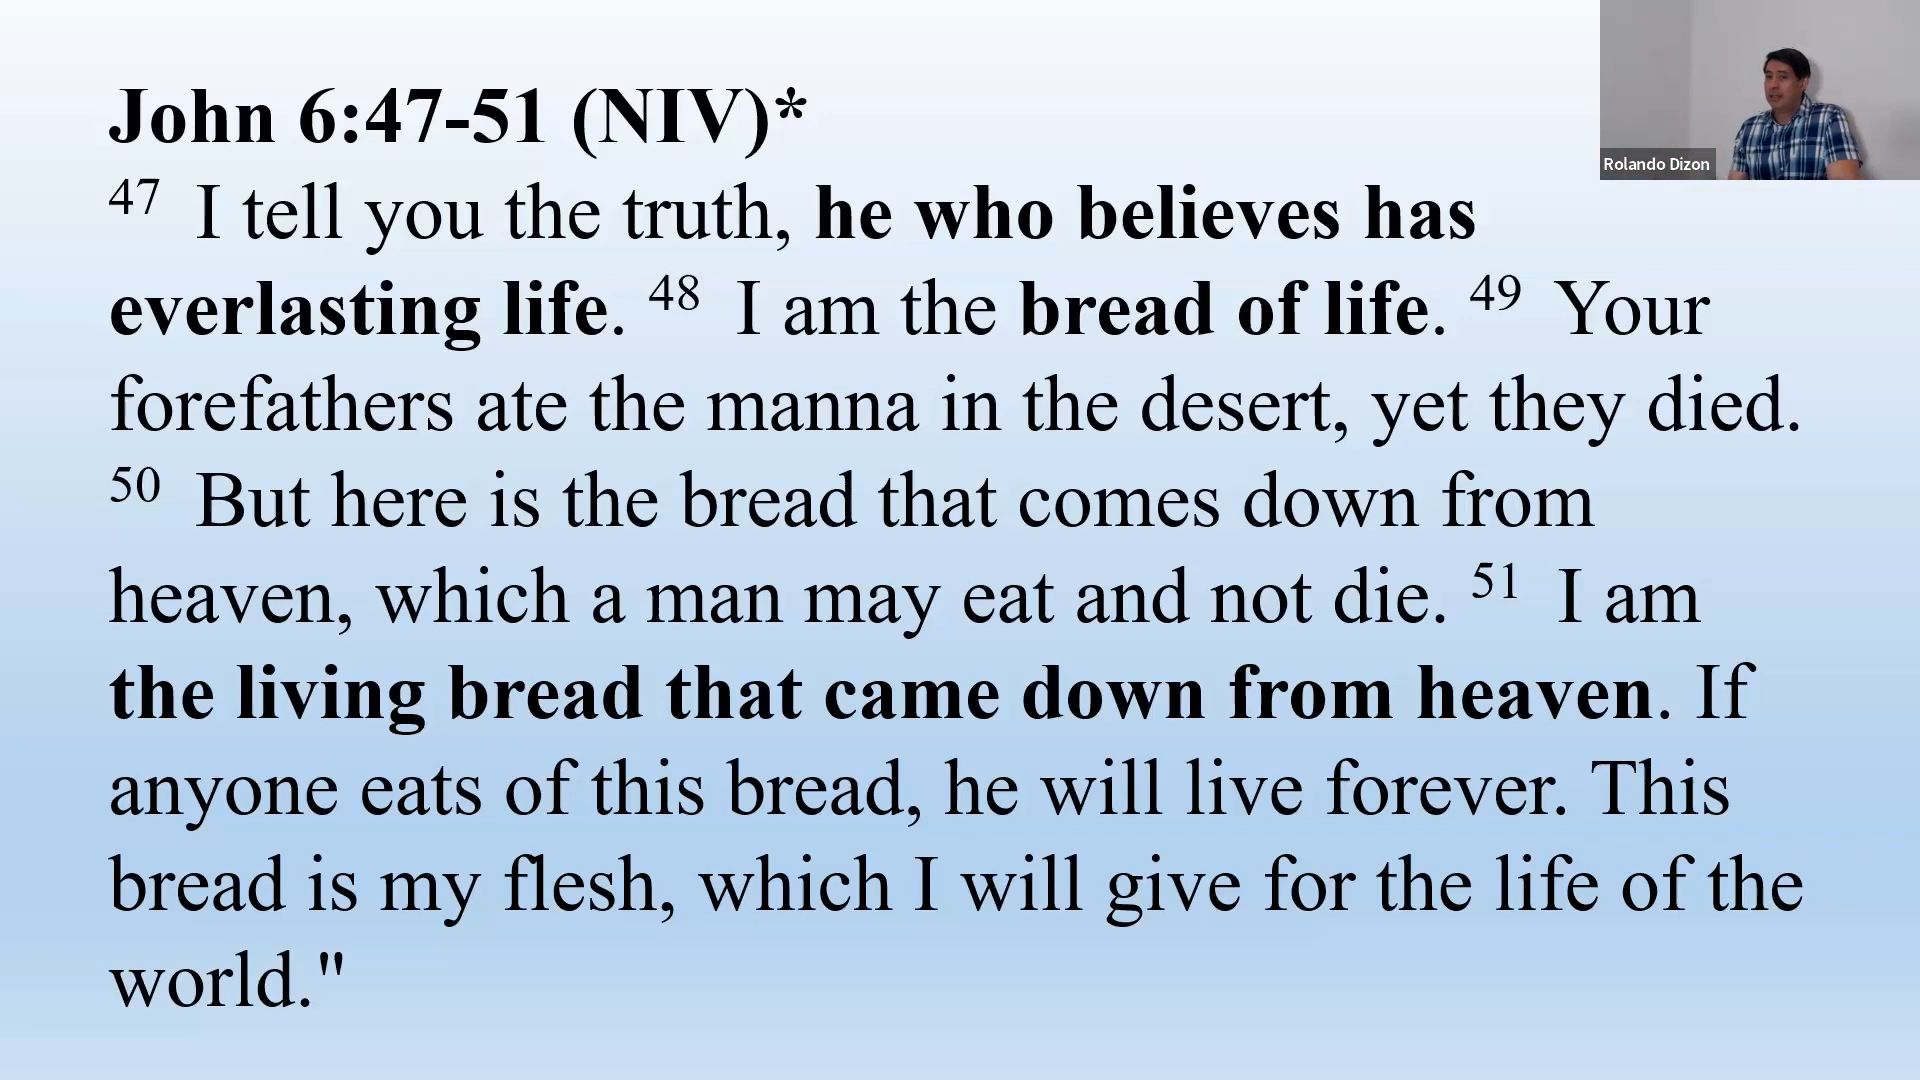 John 6:47-51 (NIV)*
47 I tell you the truth, he who believes has
everlasting life. 48 I am the bread of life. 49 Your
forefathers ate the manna in the desert, yet they died.
50 But here is the bread that comes down from
heaven, which a man may eat and not die. 51 I am
the living bread that came down from heaven. If
anyone eats of this bread, he will live forever. This
bread is my flesh, which I will give for the life of the
world."
Rolando Dizon